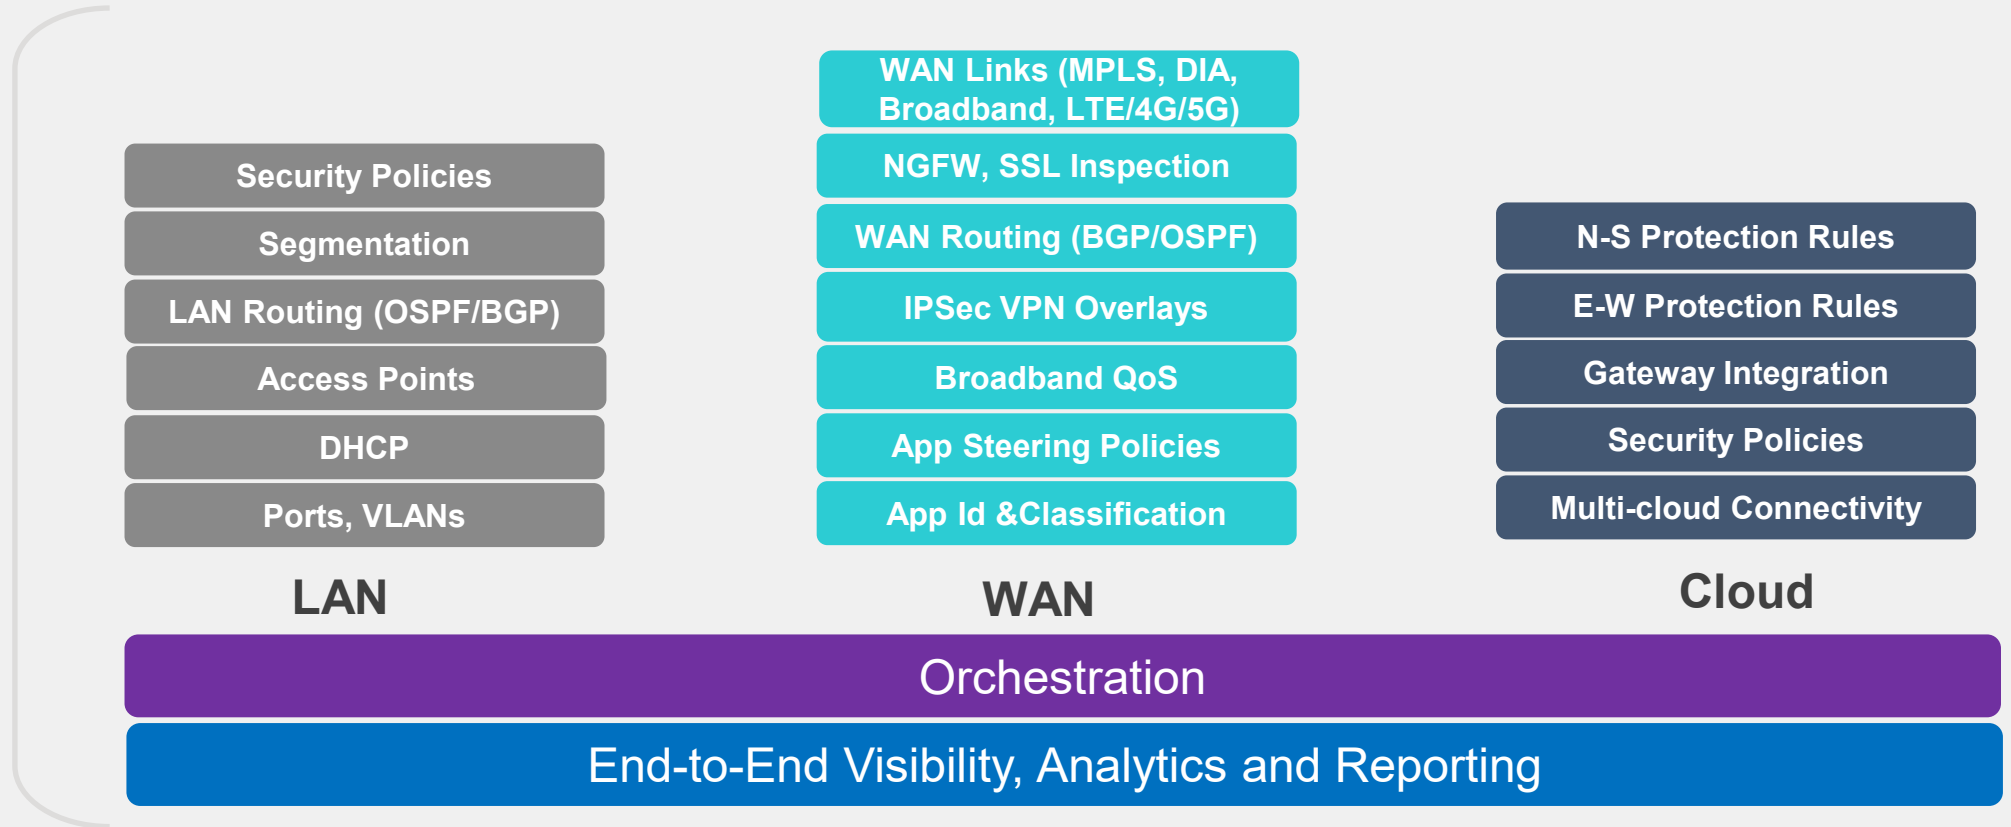 Security Policies
Segmentation
LAN Routing (OSPF/BGP)
Access Points
DHCP
Ports, VLANs
LAN
WAN Links (MPLS, DIA,
Broadband, LTE/4G/5G)
NGFW, SSL Inspection
WAN Routing (BGP/OSPF)
IPSec VPN Overlays
Broadband QoS
App Steering Policies
App Id &Classification
WAN
N-S Protection Rules
E-W Protection Rules
Gateway Integration
Security Policies
Multi-cloud Connectivity
Cloud
Orchestration
End-to-End Visibility, Analytics and Reporting